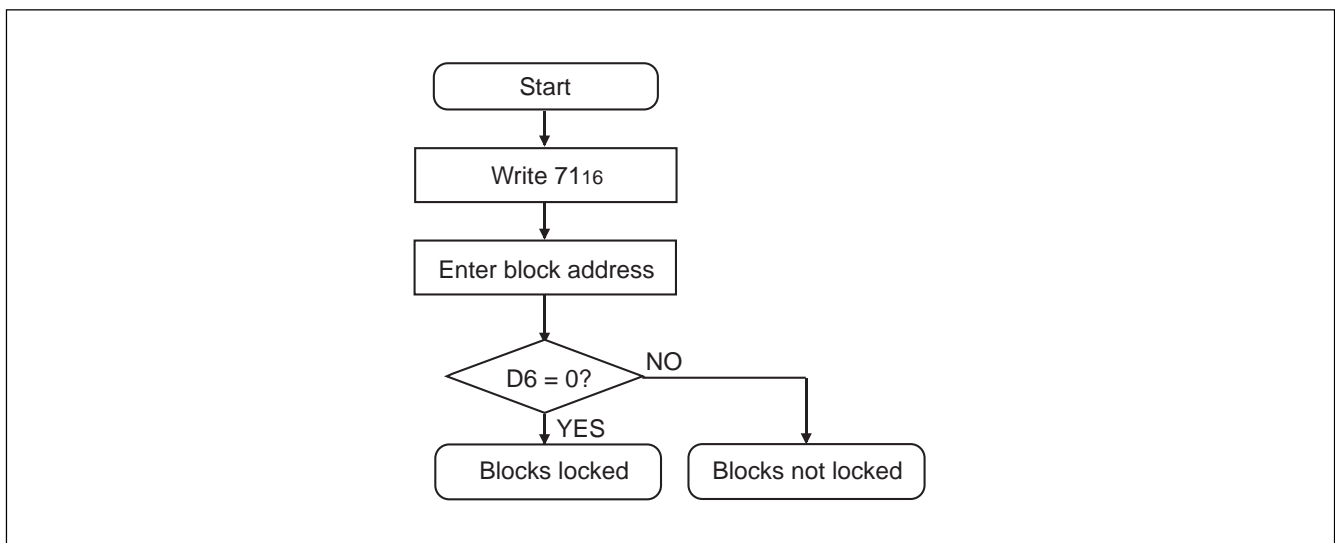 Start
Write 7116
Enter block address
D6 = 0?
NO
YES
Blocks locked
Blocks not locked